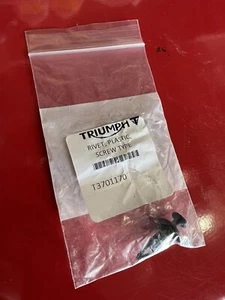 TRIUMPH
RIVET, PLASTIC,
SCREW TYPE
T3701170